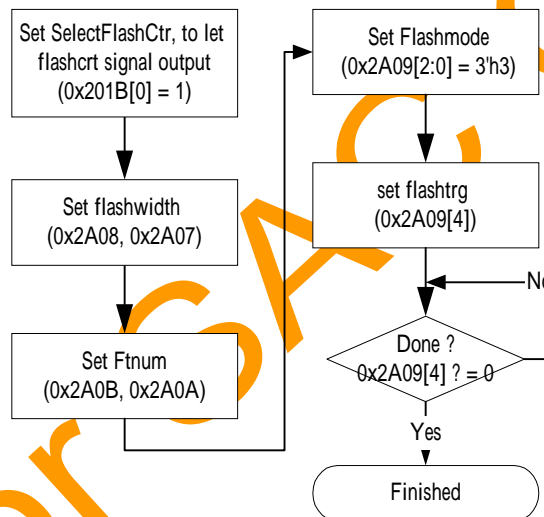 Set SelectFlashCtr, to let
flashcrt signal output
(0x201B[0] = 1)
Set flashwidth
(0x2A08, 0x2A07)
Set Ftnum
(0x2A0B, 0x2A0A)
Set Flashmode
(0x2A09[2:0] = 3'h3)
set flashtrg
(0x2A09[4])
No
Done ?
0x2A09[4] ? = 0
Yes
Finished